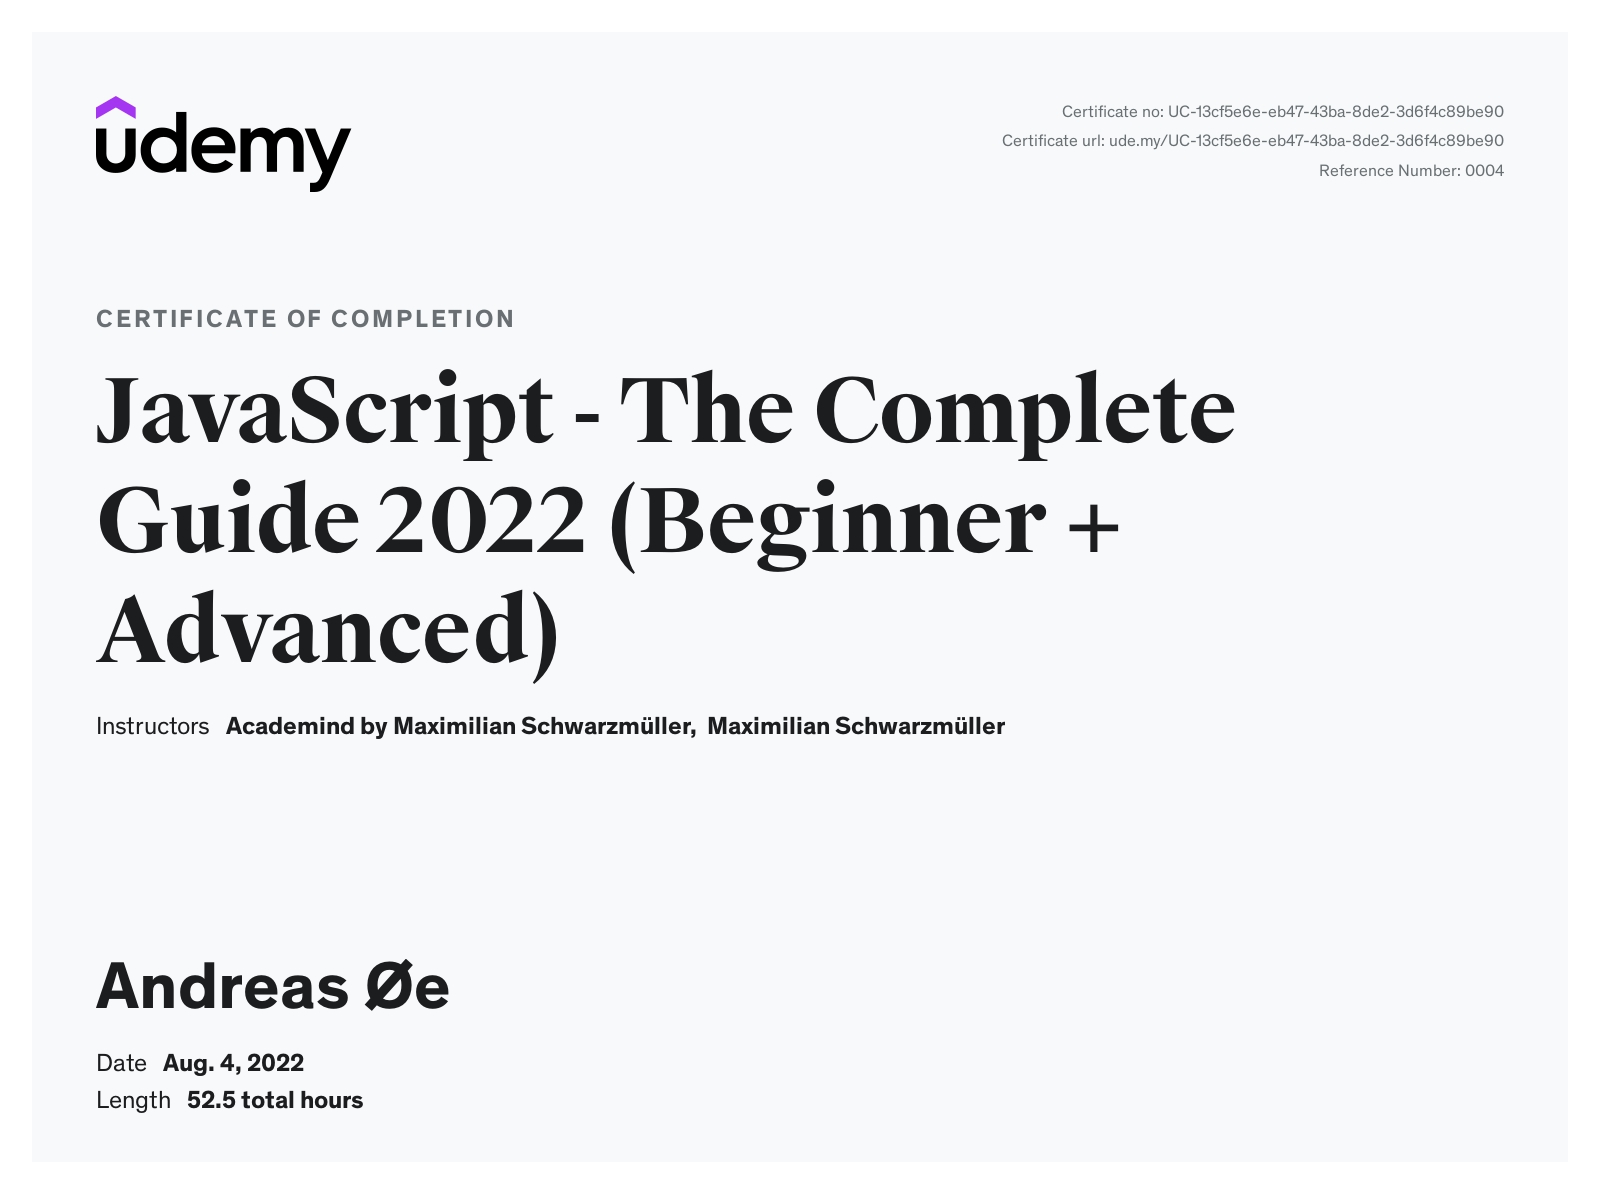 udemy
Certificate no: UC-13cf5e6e-eb47-43ba-8de2-3d6f4c89be90
Certificate url: ude.my/UC-13cf5e6e-eb47-43ba-8de2-3d6f4c89be90
Reference Number: 0004
CERTIFICATE OF COMPLETION
JavaScript - The Complete
Guide 2022 (Beginner +
Advanced)
Instructors Academind by Maximilian Schwarzmüller, Maximilian Schwarzmüller
Andreas Øe
Date Aug. 4, 2022
Length 52.5 total hours